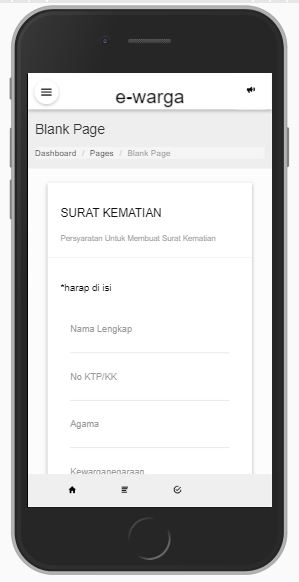 e-warga
Blank Page
Dashboard / Pages / Blank Page
SURAT KEMATIAN
Persyaratan Untuk Membuat Surat Kematian
*harap di isi
Nama Lengkap
No KTP/KK
Agama
Kewarganegaraan